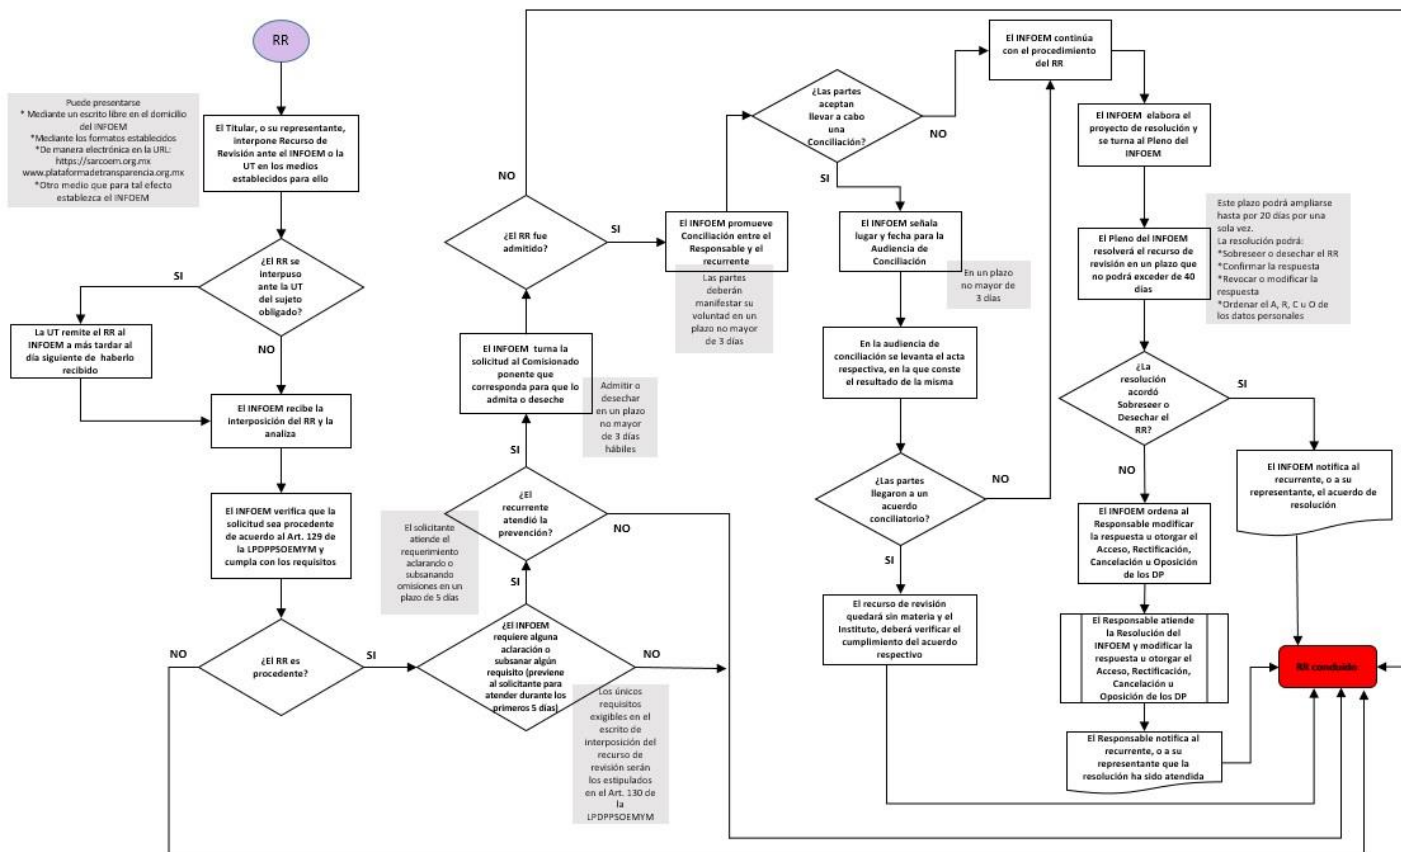 RR
Puede presentarse
* Mediante un escrito libre en el domicilio
del INFOEM
*Mediante los formatos establecidos
*De manera electrónica en la URL:
https://sarcoem.org.mx
www.plataformadetransparencia.org.mx
*Otro medio que para tal efecto
establezca el INFOEM
El Titular, o su representante,
interpone Recurso de
Revisión ante el INFOEM o la
UT en los medios
establecidos para ello
¿El RR se
interpuso
ante la UT
del sujeto
obligado?
SI
NO
La UT remite el RR al
INFOEM a más tardar al
día siguiente de haberlo
recibido
El INFOEM recibe la
interposición del RR y la
analiza
El INFOEM verifica que la
solicitud sea procedente
de acuerdo al Art. 129 de
la LPDPPSOEMYM y
cumpla con los requisitos
¿El RR es
procedente?
NO
SI
¿El INFOEM
requiere alguna
aclaración o
subsanar algún
requisito (previene
al solicitante para
atender durante los
primeros 5 días)
NO
SI
Los únicos
requisitos
exigibles en el
escrito de
interposición del
recurso de
revisión serán
los estipulados
en el Art. 130 de
la
LPDPPSOEMYM
El solicitante
atiende el
requerimiento
aclarando o
subsanando
omisiones en un
plazo de 5 días
¿El
recurrente
atendió la
prevención?
NO
SI
El INFOEM turna la
solicitud al Comisionado
ponente que
corresponda para que lo
admita o deseche
Admitir o
desechar
en un plazo
no mayor
de 3 días
hábiles
¿El RR fue
admitido?
NO
SI
El INFOEM promueve
Conciliación entre el
Responsable y el
recurrente
Las partes
deberán
manifestar su
voluntad en un
plazo no mayor
de 3 días
¿Las partes
aceptan
llevar a cabo
una
Conciliación?
NO
SI
El INFOEM señala
lugar y fecha para la
Audiencia de
Conciliación
En un plazo
no mayor de
3 días
En la audiencia de
conciliación se levanta el acta
respectiva, en la que conste
el resultado de la misma
¿Las partes
llegaron a un
acuerdo
conciliatorio?
NO
SI
El recurso de revisión
quedará sin materia y el
Instituto, deberá verificar el
cumplimiento del acuerdo
respectivo
El INFOEM continúa
con el procedimiento
del RR
El INFOEM elabora el
proyecto de resolución y
se turna al Pleno del
INFOEM
El Pleno del INFOEM
resolverá el recurso de
revisión en un plazo que
no podrá exceder de 40
días
Este plazo podrá ampliarse
hasta por 20 días por una
sola vez.
La resolución podrá:
*Sobreseer o desechar el RR
*Confirmar la respuesta
*Revocar o modificar la
respuesta
*Ordenar el A, R, C u O de
los datos personales
¿La
resolución
acordó
Sobreseer o
Desechar el
RR?
SI
NO
El INFOEM notifica al
recurrente, o a su
representante, el acuerdo de
resolución
El INFOEM ordena al
Responsable modificar
la respuesta u otorgar el
Acceso, Rectificación,
Cancelación u Oposición
de los DP
El Responsable atiende
la Resolución del
INFOEM y modificar la
respuesta u otorgar el
Acceso, Rectificación,
Cancelación u
Oposición de los DP
El Responsable notifica al
recurrente, o a su
representante que la
resolución ha sido atendida
RR concluido